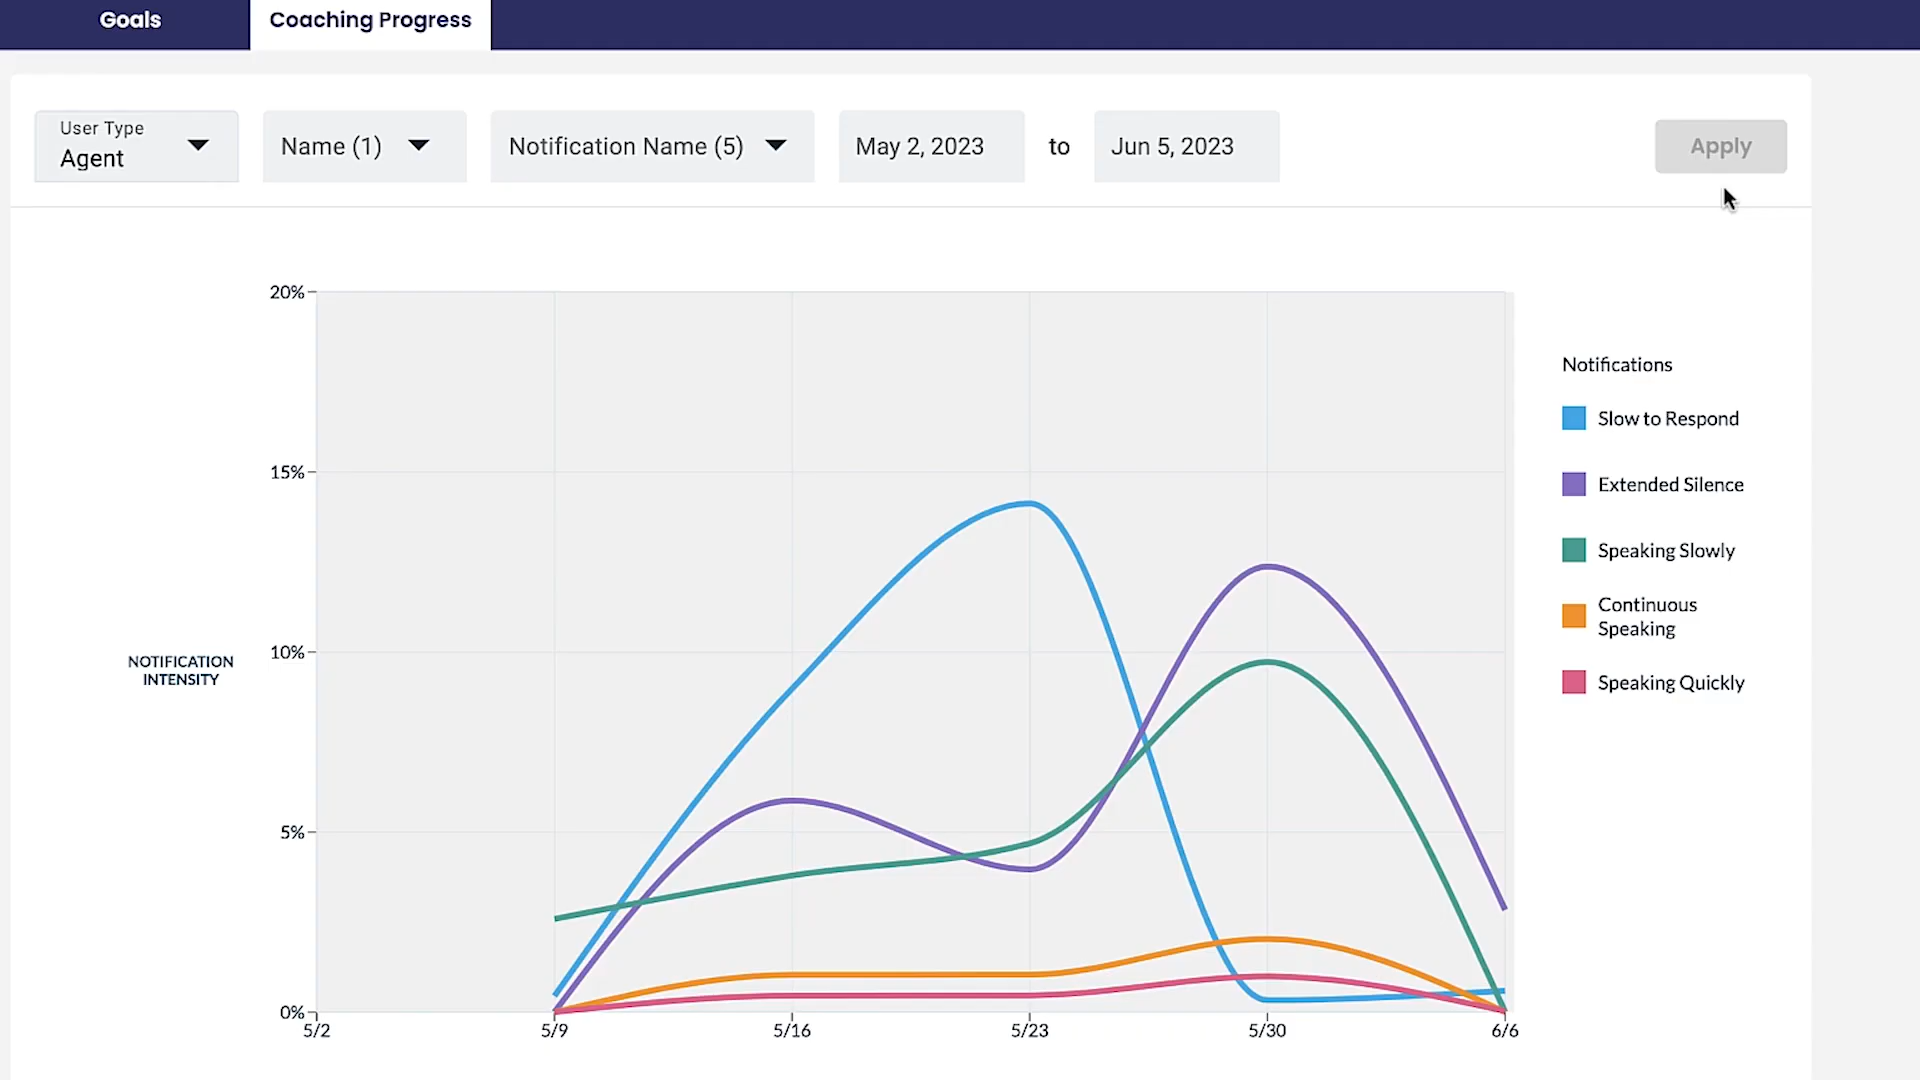 Goals
Coaching Progress
User Type
Agent
Name (1)
Notification Name (5)
May 2, 2023
to
Jun 5, 2023
Apply
20%
15%
10%
5%
0%
NOTIFICATION
INTENSITY
5/2
5/9
5/16
5/23
5/30
6/6
Notifications
Slow to Respond
Extended Silence
Speaking Slowly
Continuous
Speaking
Speaking Quickly